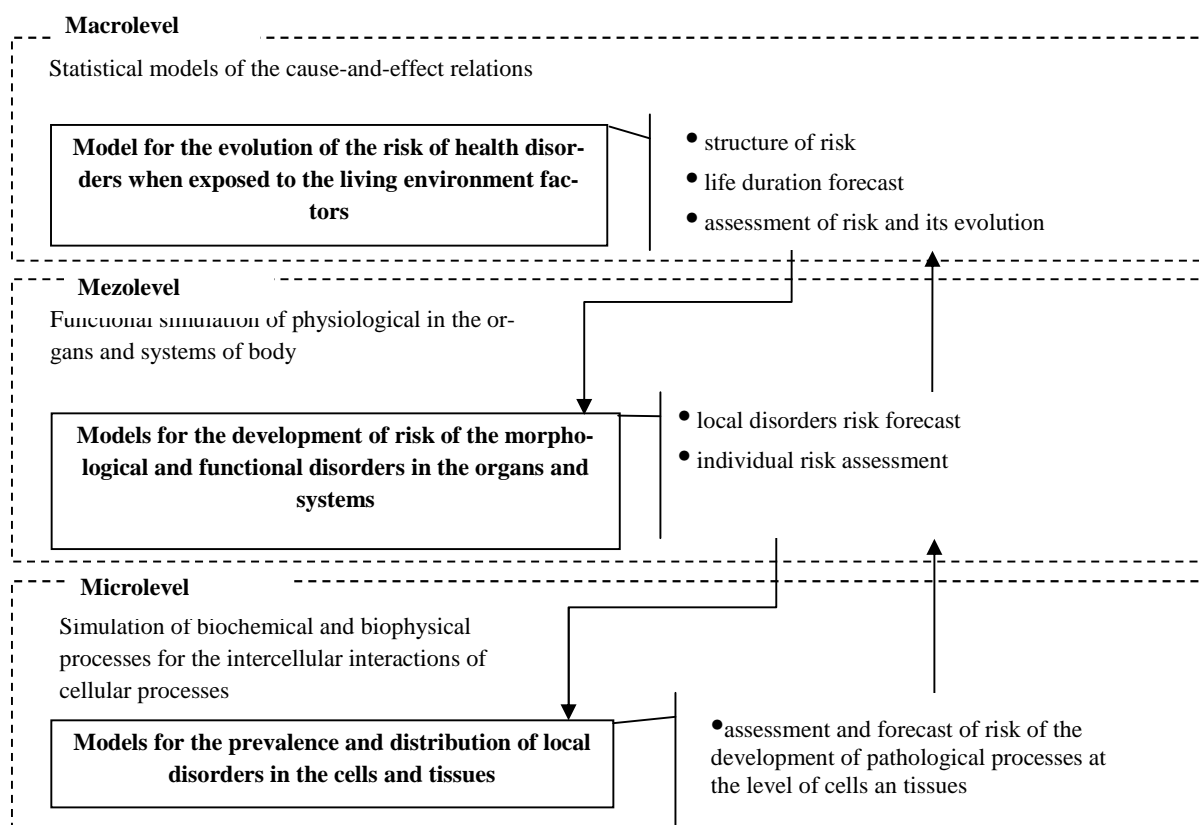 Macrolevel
Statistical models of the cause-and-effect relations
Model for the evolution of the risk of health disor-
ders when exposed to the living environment fac-
tors
• structure of risk
• life duration forecast
• assessment of risk and its evolution
Mezolevel
Functional simulation of physiological in the or-
gans and systems of body
Models for the development of risk of the morpho-
logical and functional disorders in the organs and
systems
• local disorders risk forecast
• individual risk assessment
Microlevel
Simulation of biochemical and biophysical
processes for the intercellular interactions of
cellular processes
Models for the prevalence and distribution of local
disorders in the cells and tissues
•assessment and forecast of risk of the
development of pathological processes at
the level of cells an tissues